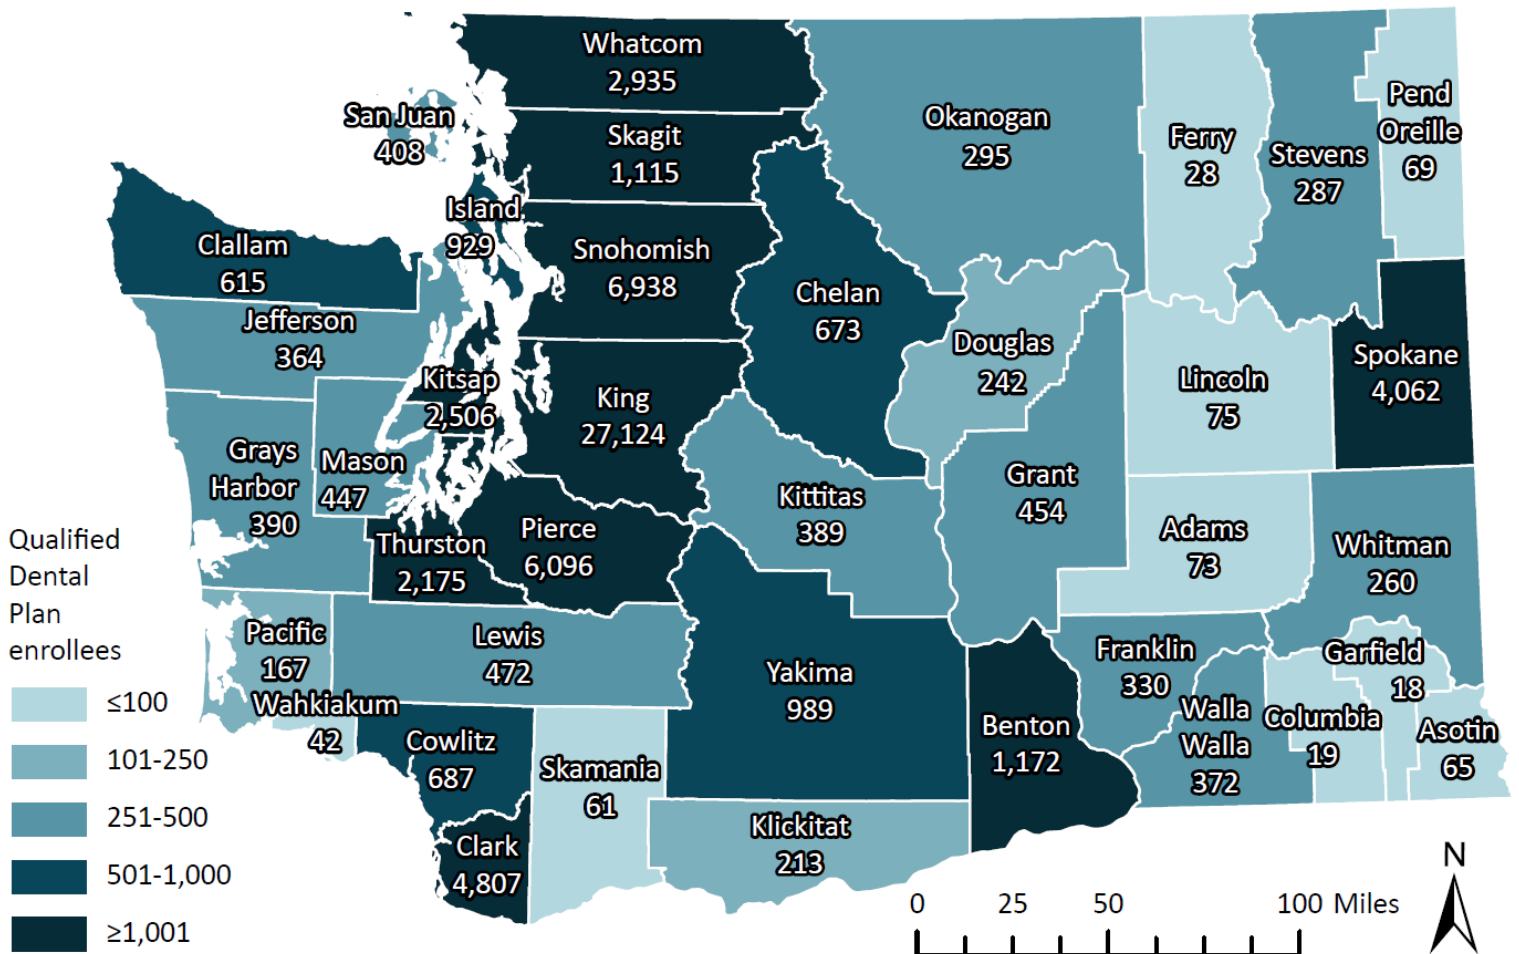 Whatcom
2,935
San Juan
408
Skagit
1,115
Okanogan
295
Ferry
28
Stevens
287
Pend
Oreille
69
Island
929
Clallam
615
Snohomish
6,938
Chelan
673
Jefferson
364
Douglas
242
Kitsap
2,506
King
27,124
Lincoln
75
Spokane
4,062
Grays
Harbor
390
Mason
447
Kittitas
389
Grant
454
Thurston
2,175
Pierce
6,096
Adams
73
Whitman
260
Pacific
167
Lewis
472
Yakima
989
Franklin
330
Garfield
18
Wahkiakum
42
Cowlitz
687
Skamania
61
Benton
1,172
Walla
Walla
372
Columbia
19
Asotin
65
Clark
4,807
Klickitat
213
Qualified
Dental
Plan
enrollees
≤100
101-250
251-500
501-1,000
≥1,001
0 25 50 100 Miles
N